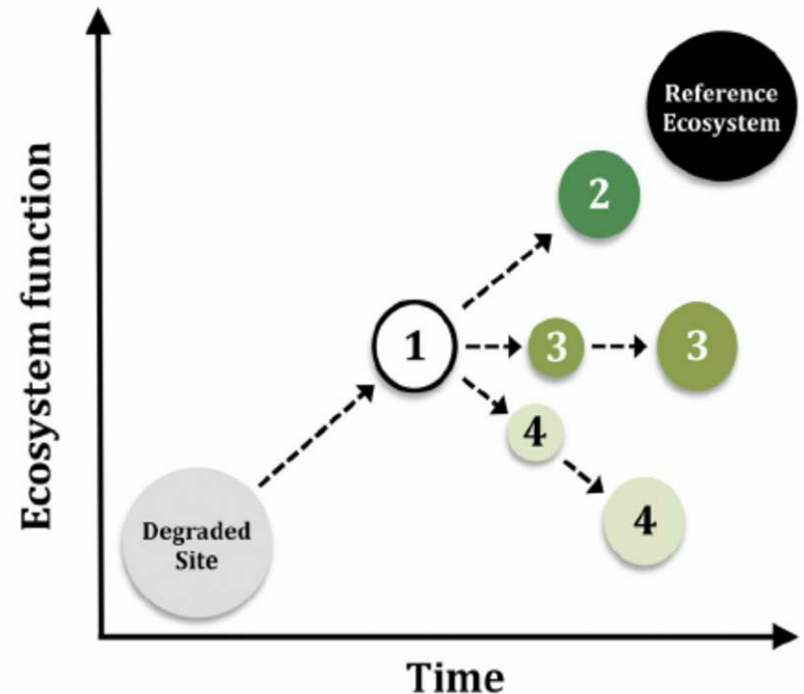 Ecosystem function
Reference
Ecosystem
2
1
3
3
4
4
Degraded
Site
Time